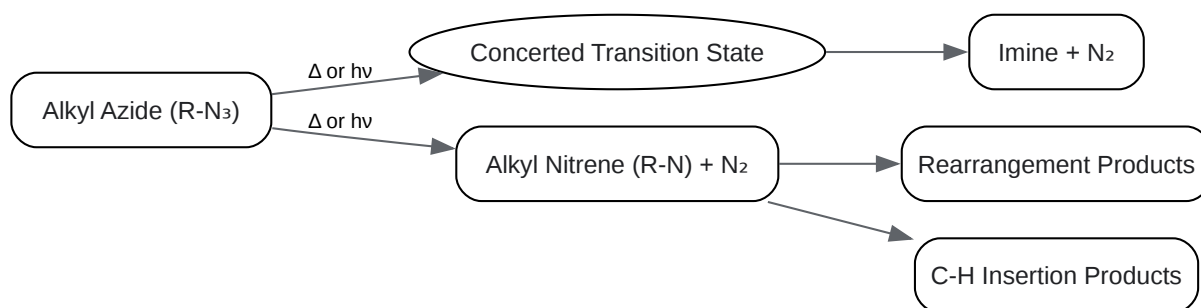 Concerted Transition State
Imine + N₂
Δ or hν
Alkyl Azide (R-N₃)
Δ or hν
Alkyl Nitrene (R-N) + N₂
Rearrangement Products
C-H Insertion Products